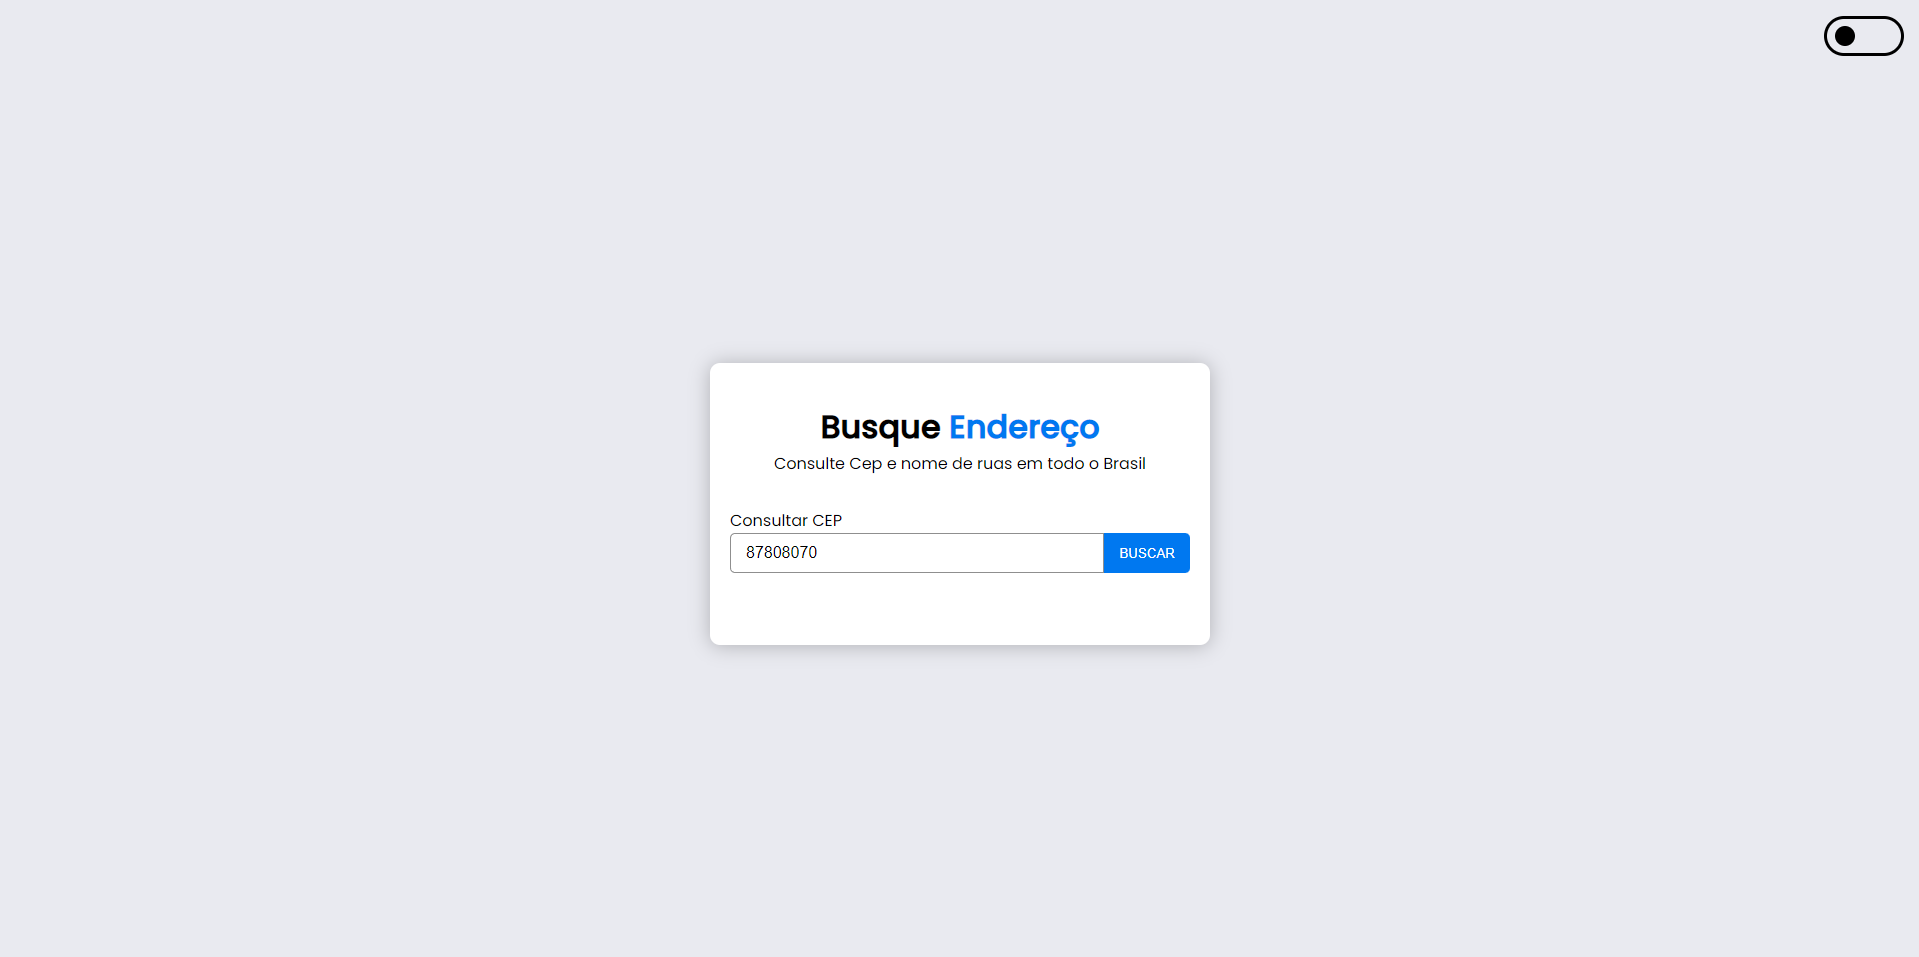 Busque Endereço
Consulte Cep e nome de ruas em todo o Brasil
Consultar CEP
87808070
BUSCAR